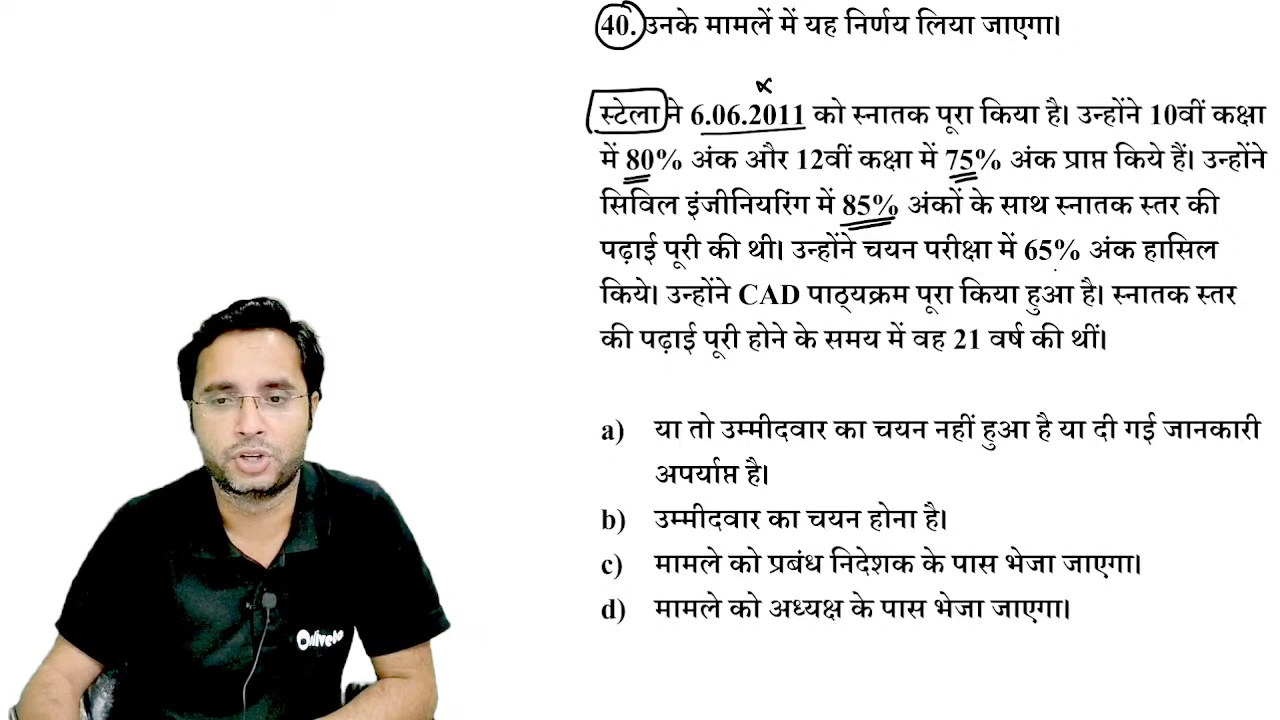 40. उनके मामलें में यह निर्णय लिया जाएगा।
स्टेला ने 6.06.2011 को स्नातक पूरा किया है। उन्होंने 10वीं कक्षा
में 80% अंक और 12वीं कक्षा में 75% अंक प्राप्त किये हैं। उन्होंने
सिविल इंजीनियरिंग में 85% अंकों के साथ स्नातक स्तर की
पढ़ाई पूरी की थी। उन्होंने चयन परीक्षा में 65% अंक हासिल
किये। उन्होंने CAD पाठ्यक्रम पूरा किया हुआ है। स्नातक स्तर
की पढ़ाई पूरी होने के समय में वह 21 वर्ष की थीं।
a) या तो उम्मीदवार का चयन नहीं हुआ है या दी गई जानकारी
अपर्याप्त है।
b) उम्मीदवार का चयन होना है।
c) मामले को प्रबंध निदेशक के पास भेजा जाएगा।
d) मामले को अध्यक्ष के पास भेजा जाएगा।